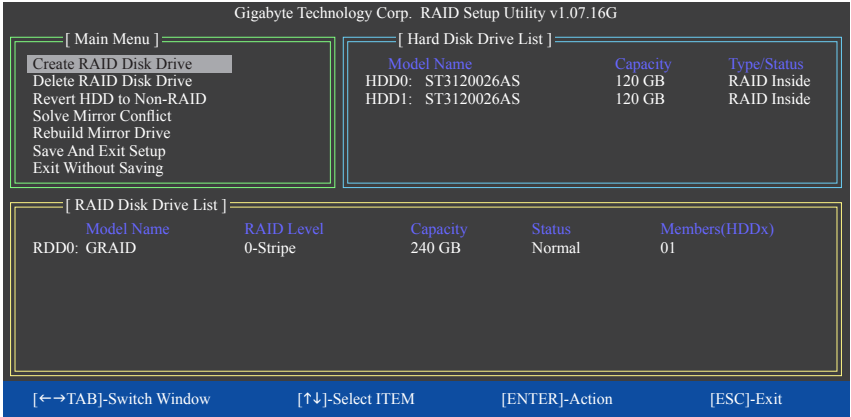 Gigabyte Technology Corp. RAID Setup Utility v1.07.16G
[ Main Menu ]
Create RAID Disk Drive
Delete RAID Disk Drive
Revert HDD to Non-RAID
Solve Mirror Conflict
Rebuild Mirror Drive
Save And Exit Setup
Exit Without Saving
[ Hard Disk Drive List ]
Model Name Capacity Type/Status
HDD0: ST3120026AS 120 GB RAID Inside
HDD1: ST3120026AS 120 GB RAID Inside
[ RAID Disk Drive List ]
Model Name RAID Level Capacity Status Members(HDDx)
RDD0: GRAID 0-Stripe 240 GB Normal 01
[←→TAB]-Switch Window [↑↓]-Select ITEM [ENTER]-Action [ESC]-Exit